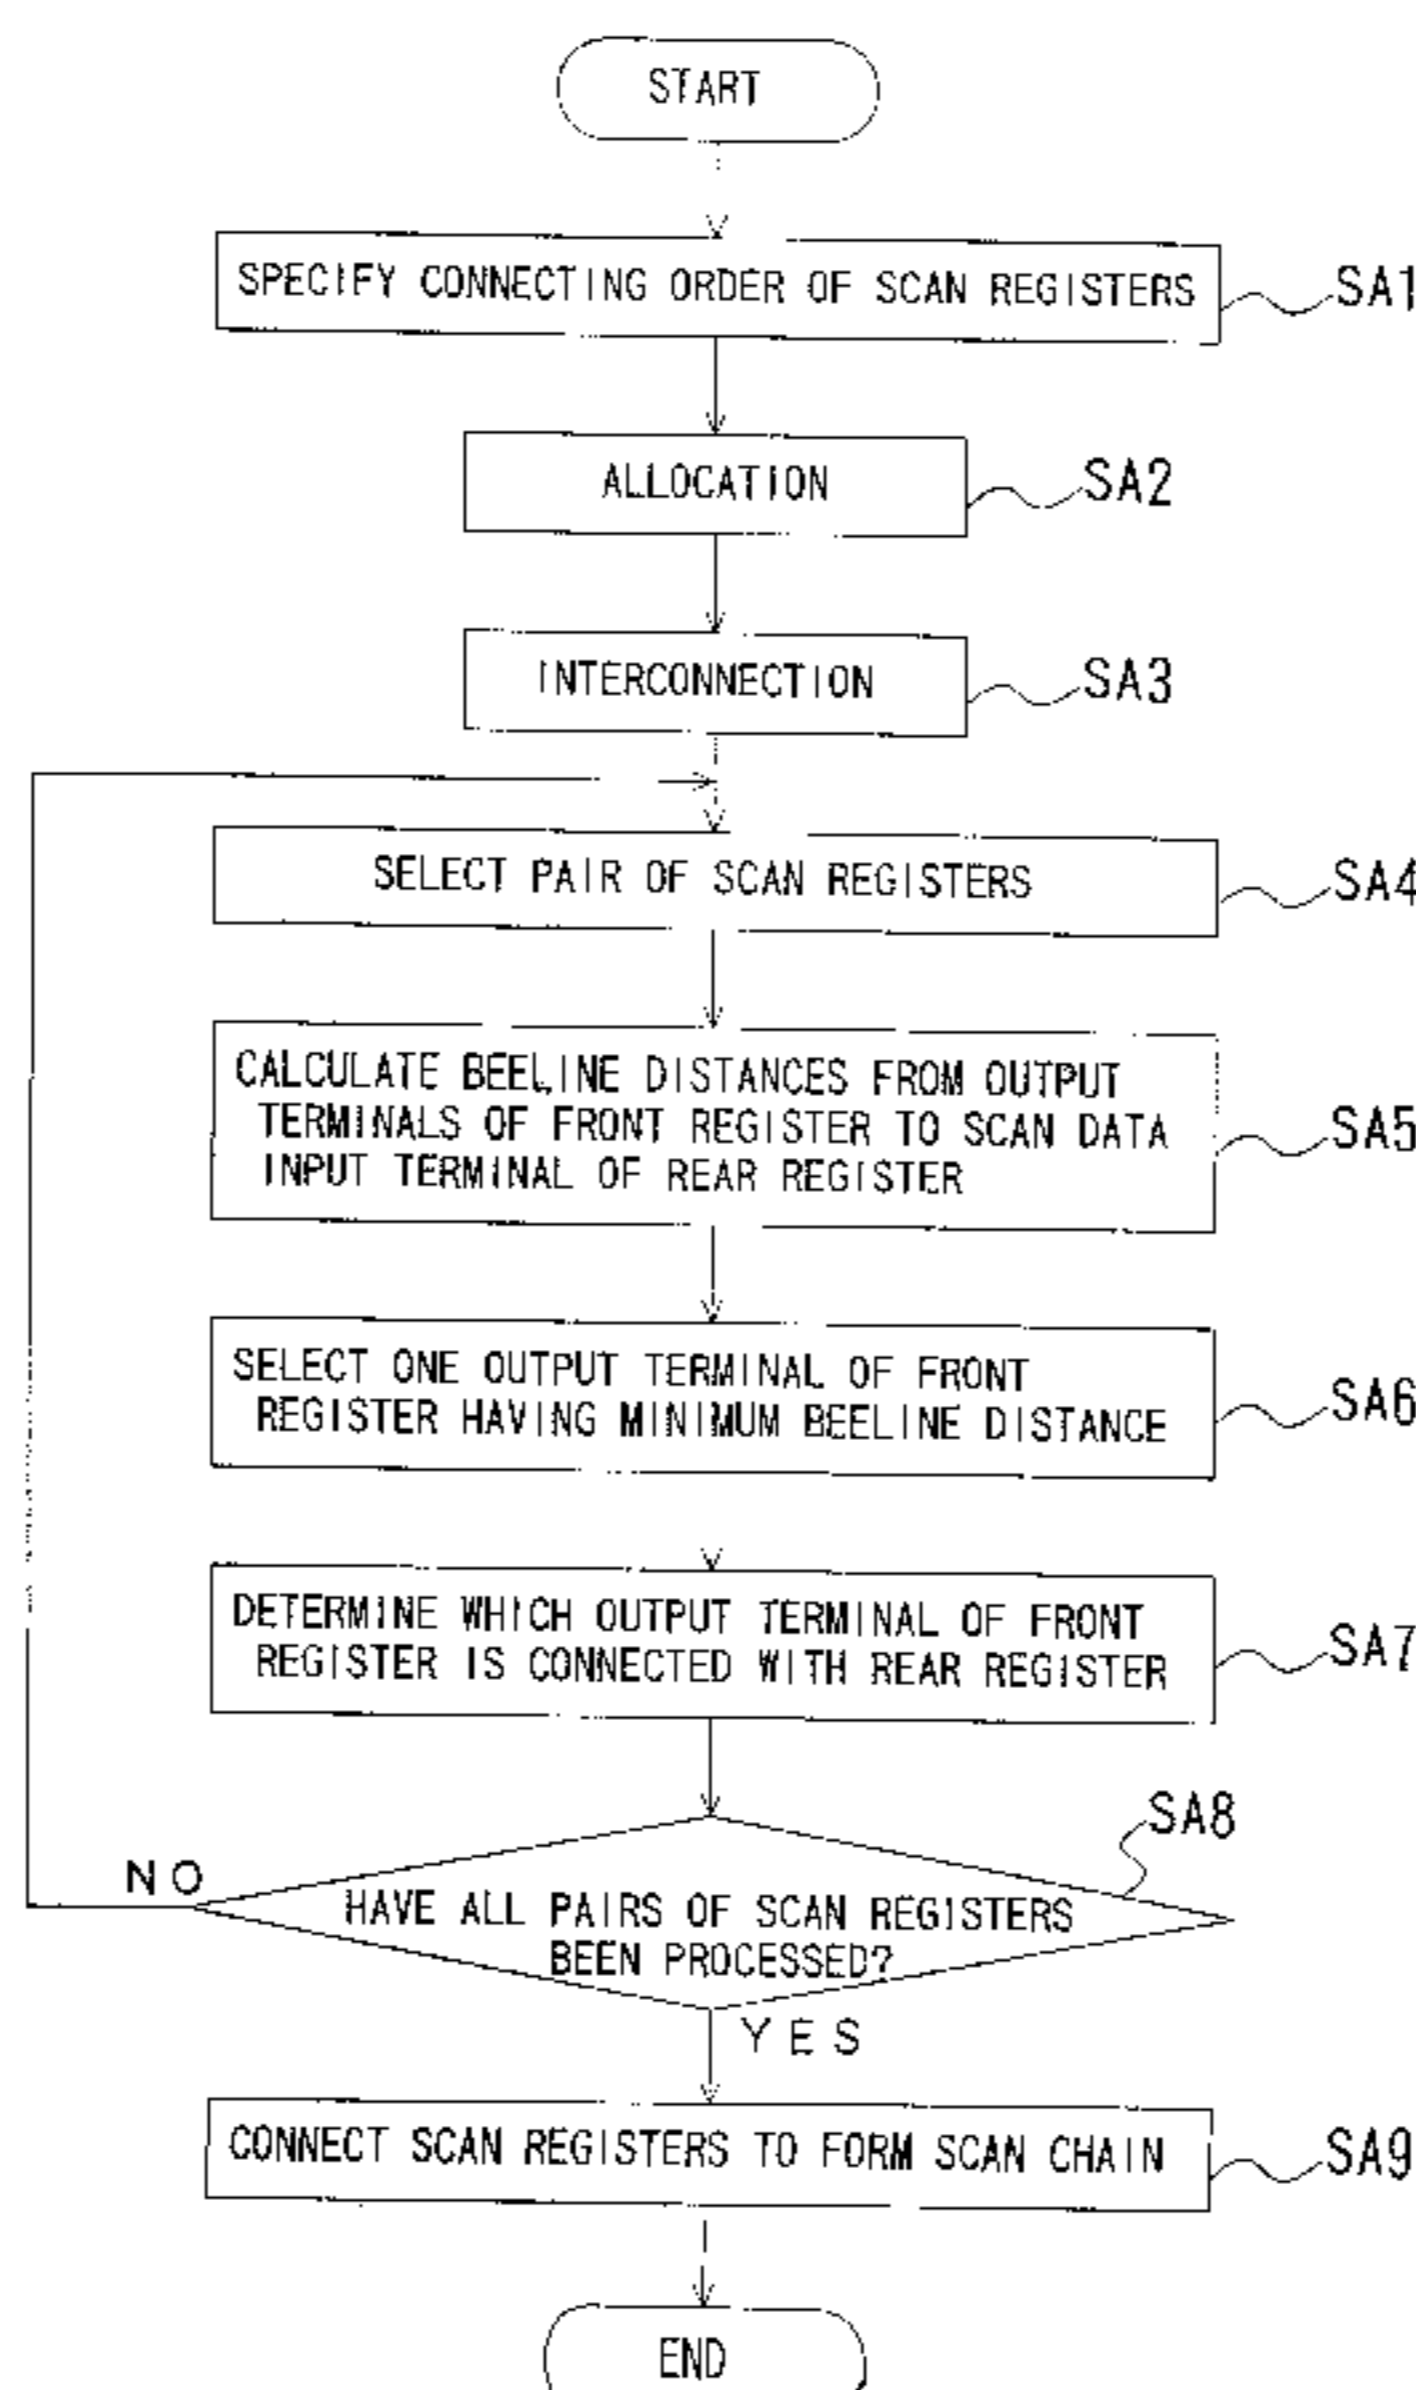 START
SPECIFY CONNECTING ORDER OF SCAN REGISTERS
SA1
ALLOCATION
SA2
INTERCONNECTION
SA3
SELECT PAIR OF SCAN REGISTERS
SA4
CALCULATE BEELINE DISTANCES FROM OUTPUT
TERMINALS OF FRONT REGISTER TO SCAN DATA
INPUT TERMINAL OF REAR REGISTER
SA5
SELECT ONE OUTPUT TERMINAL OF FRONT
REGISTER HAVING MINIMUM BEELINE DISTANCE
SA6
DETERMINE WHICH OUTPUT TERMINAL OF FRONT
REGISTER IS CONNECTED WITH REAR REGISTER
SA7
SA8
NO
HAVE ALL PAIRS OF SCAN REGISTERS
BEEN PROCESSED?
YES
CONNECT SCAN REGISTERS TO FORM SCAN CHAIN
SA9
END